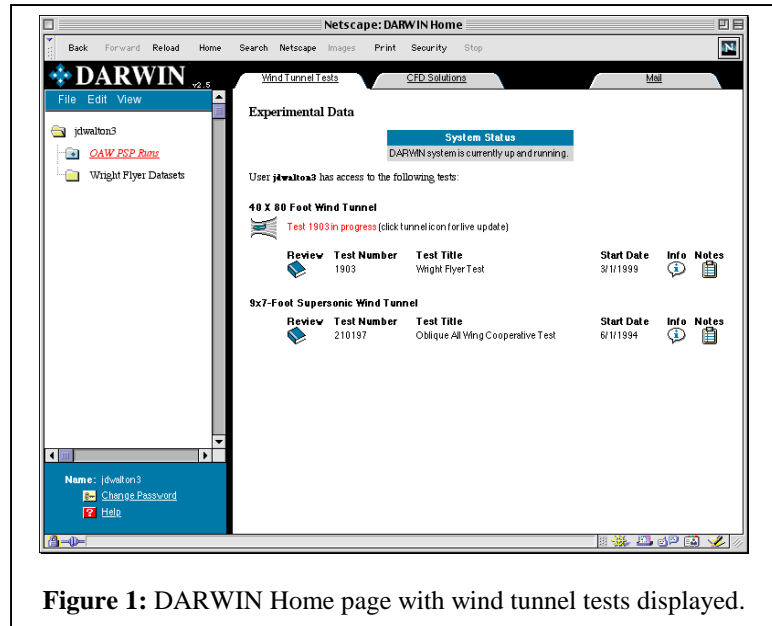 Netscape: DARWIN Home
Back Forward Reload Home Search Netscape Images Print Security Stop
N
DARWIN v2.5
Wind Tunnel Tests CFD Solutions Mail
File Edit View
jdwalton3
OAW PSP Runs
Wright Flyer Datasets
Experimental Data
System Status
DARWIN system is currently up and running.
User jdwalton3 has access to the following tests:
40 X 80 Foot Wind Tunnel
Test 1903 in progress (click tunnel icon for live update)
Review Test Number Test Title Start Date Info Notes
1903 Wright Flyer Test 3/1/1999
9x7-Foot Supersonic Wind Tunnel
Review Test Number Test Title Start Date Info Notes
210197 Oblique All Wing Cooperative Test 6/1/1994
Name: jdwalton3
Change Password
? Help
Figure 1: DARWIN Home page with wind tunnel tests displayed.